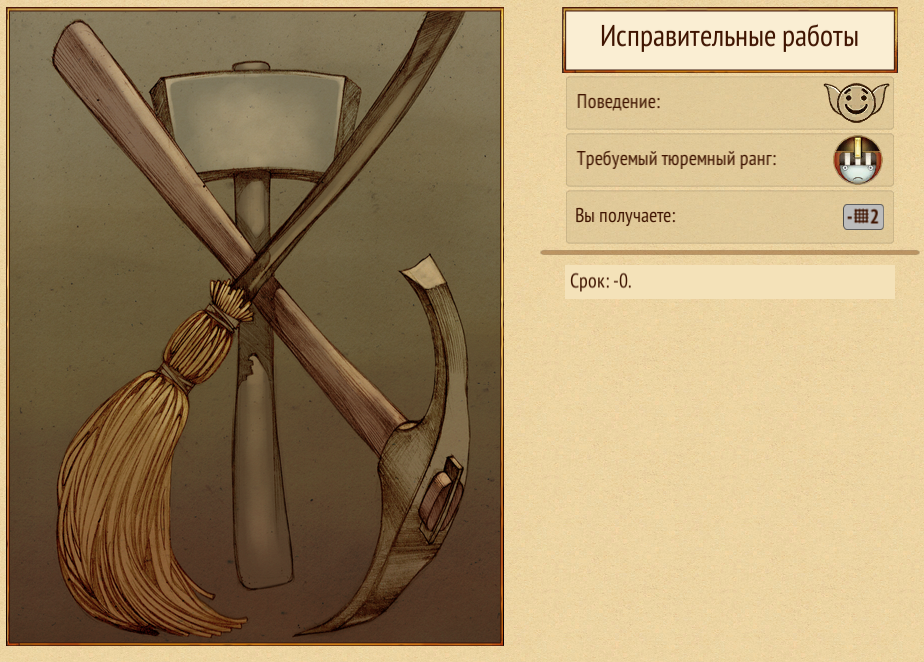 Исправительные работы
Поведение:
Требуемый тюремный ранг:
Вы получаете:
- 2
Срок: -0.